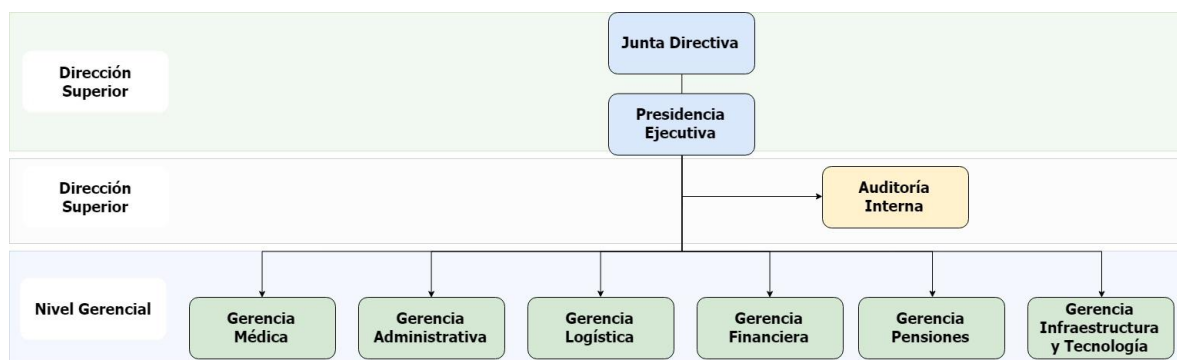 Junta Directiva
Dirección
Superior
Presidencia
Ejecutiva
Dirección
Superior
Auditoría
Interna
Nivel Gerencial
Gerencia
Médica
Gerencia
Administrativa
Gerencia
Logística
Gerencia
Financiera
Gerencia
Pensiones
Gerencia
Infraestructura
y Tecnología